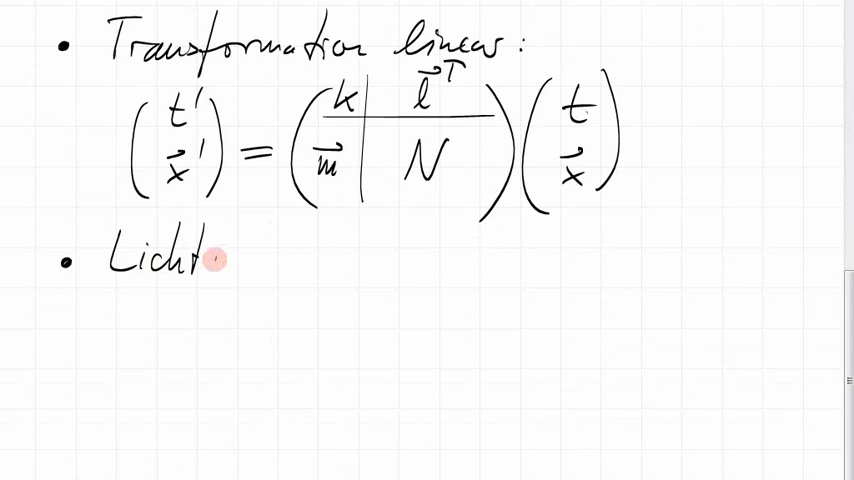 • Transformation linear:
(t' x⃗') = (k | l⃗ᵀ ; m⃗ | N) (t x⃗)
• Licht